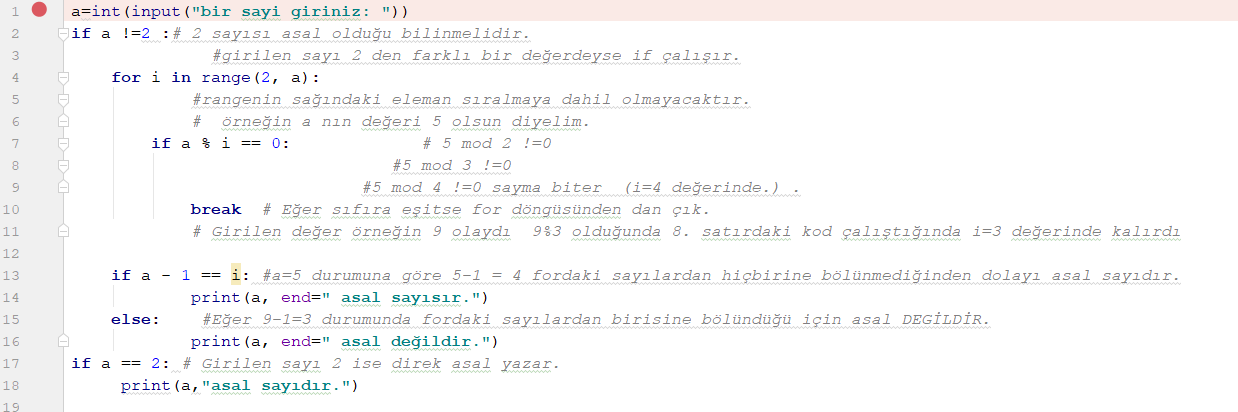 1 a=int(input("bir sayi giriniz: "))
2 if a !=2 :# 2 sayısı asal olduğu bilinmelidir.
3 #girilen sayı 2 den farklı bir değerdeyse if çalışır.
4 for i in range(2, a):
5 #rangenin sağındaki eleman sıralmaya dahil olmayacaktır.
6 #  örneğin a nın değeri 5 olsun diyelim.
7 if a % i == 0: # 5 mod 2 !=0
8 #5 mod 3 !=0
9 #5 mod 4 !=0 sayma biter  (i=4 değerinde.) .
10 break  # Eğer sıfıra eşitse for döngüsünden dan çık.
11 # Girilen değer örneğin 9 olaydı  9%3 olduğunda 8. satırdaki kod çalıştığında i=3 değerinde kalırdı
12
13 if a - 1 == i: #a=5 durumuna göre 5-1 = 4 fordaki sayılardan hiçbirine bölünmediğinden dolayı asal sayıdır.
14 print(a, end=" asal sayısır.")
15 else: #Eğer 9-1=3 durumunda fordaki sayılardan birisine bölündüğü için asal DEGİLDİR.
16 print(a, end=" asal değildir.")
17 if a == 2: # Girilen sayı 2 ise direk asal yazar.
18 print(a,"asal sayıdır.")
19